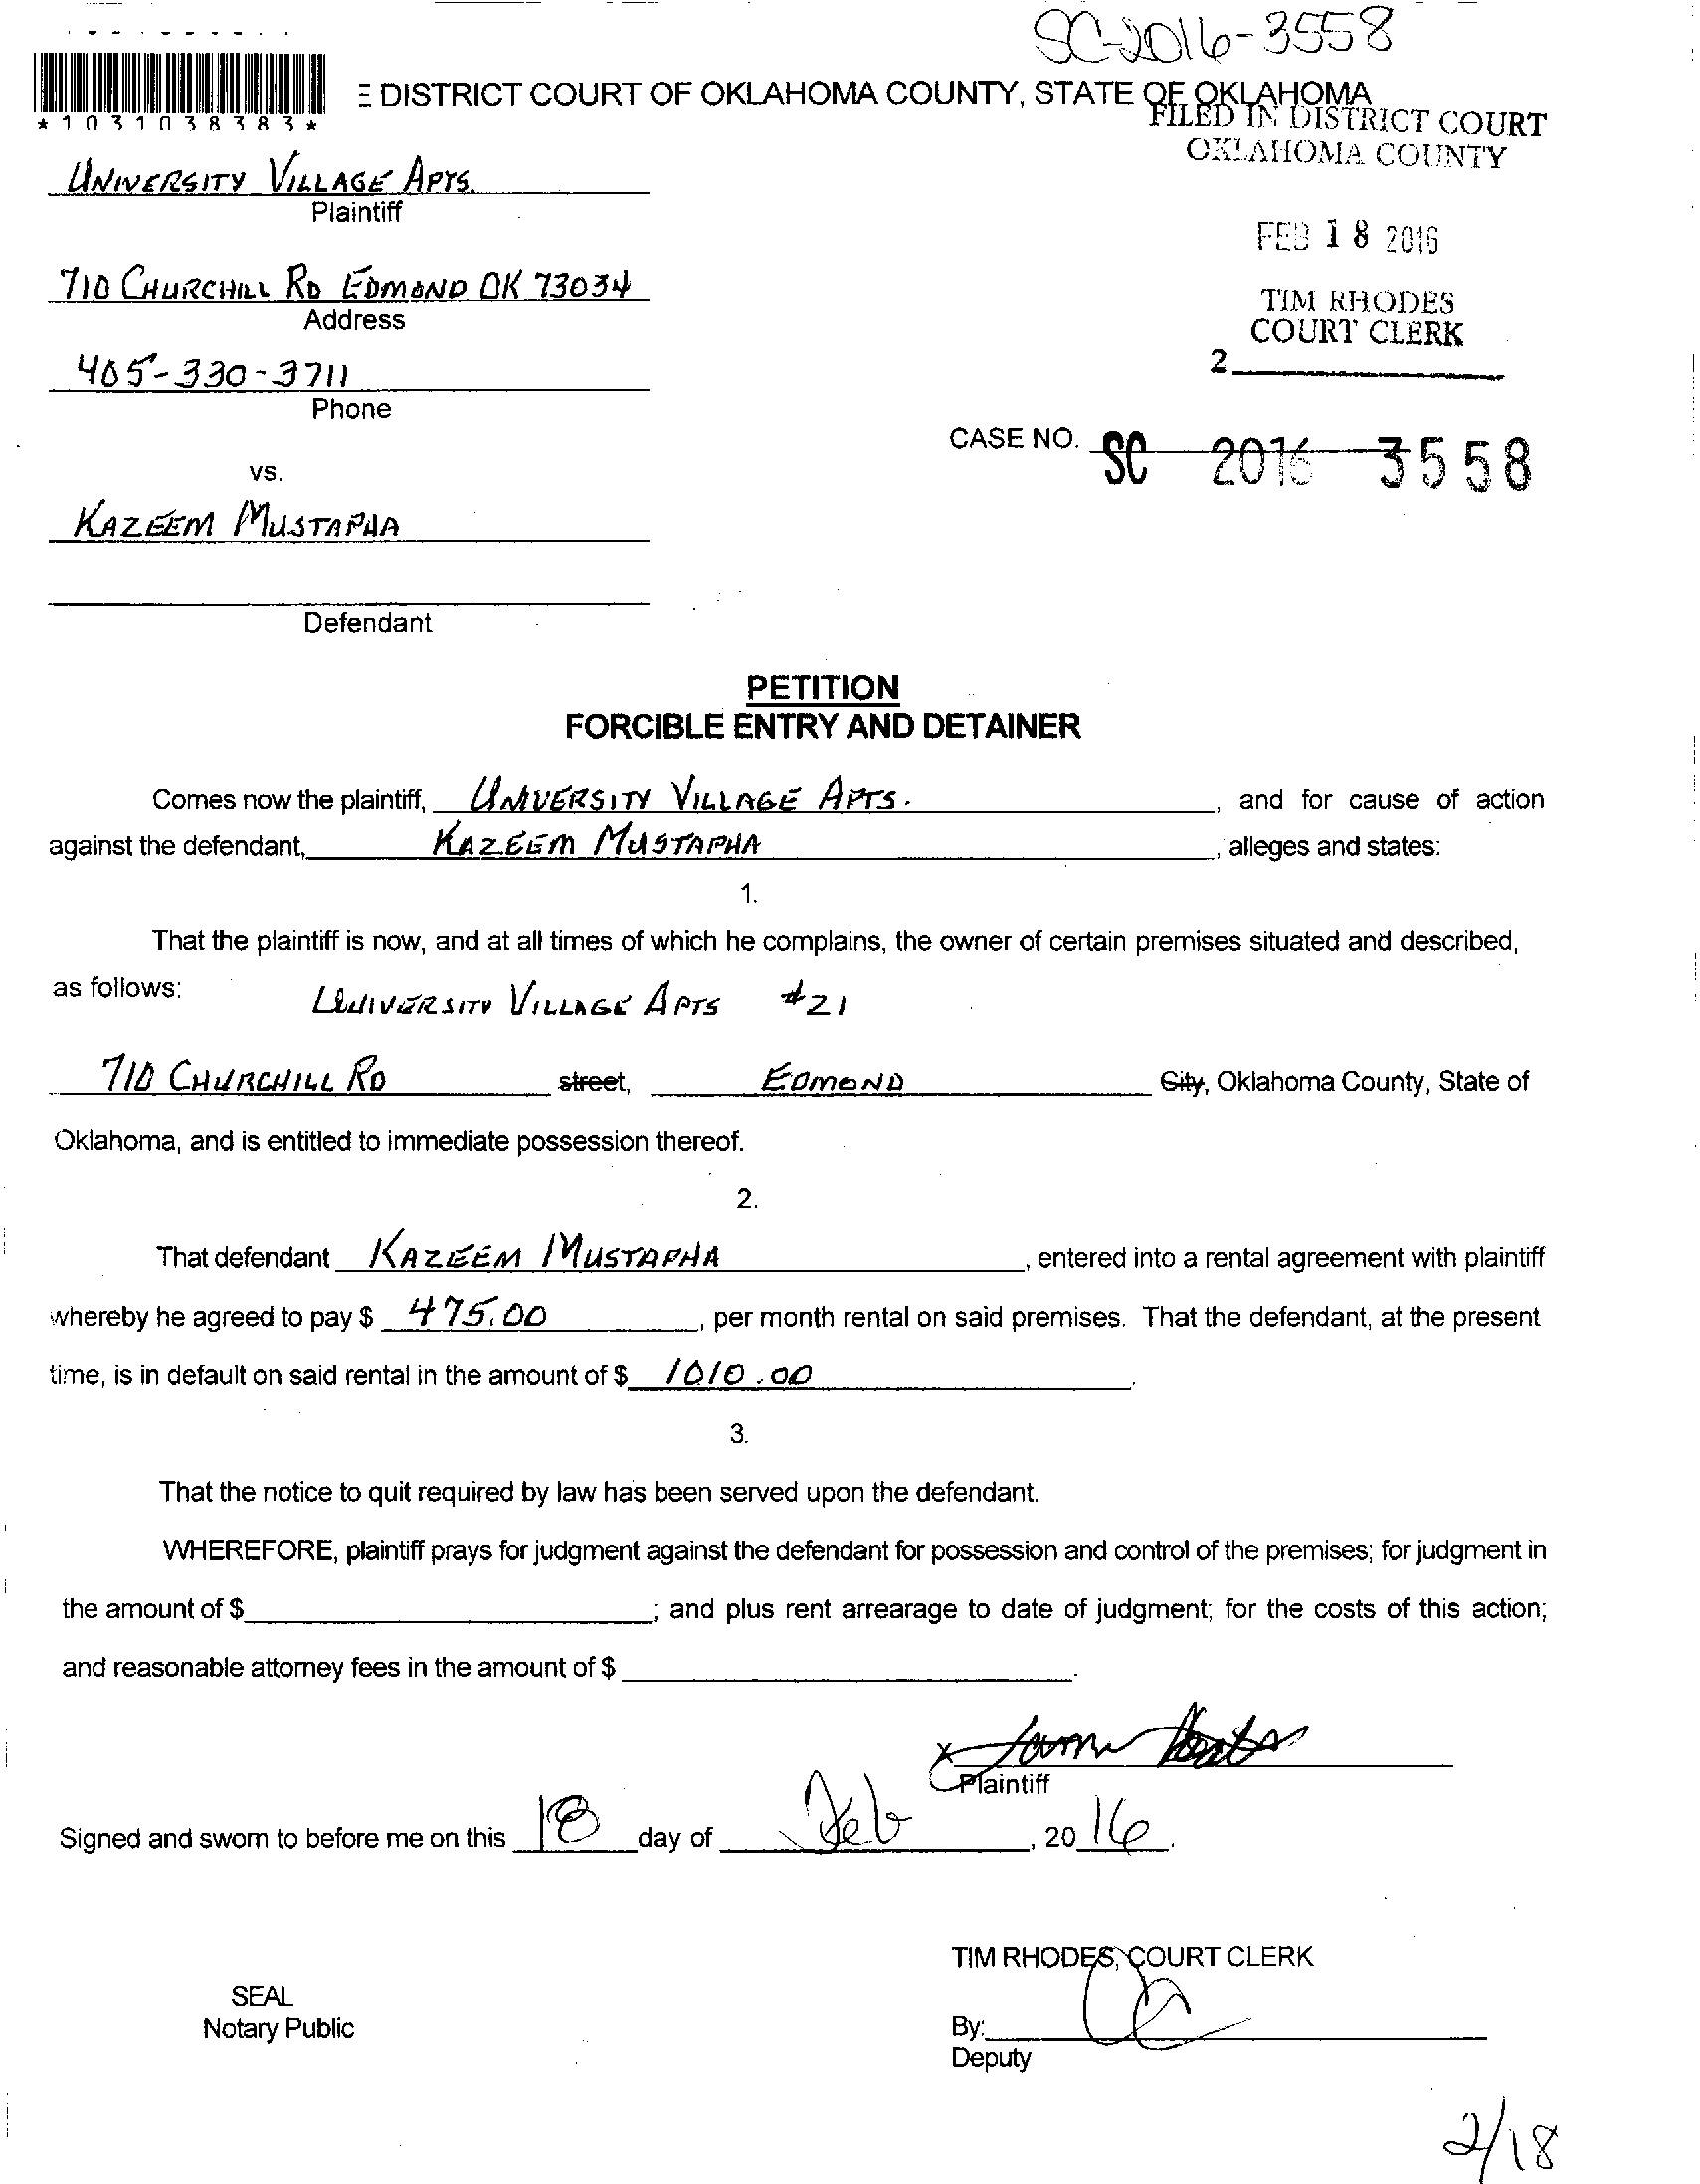 SC-2016-3558
E DISTRICT COURT OF OKLAHOMA COUNTY, STATE OF OKLAHOMA
*1031038383*
FILED IN DISTRICT COURT
OKLAHOMA COUNTY
UNIVERSITY VILLAGE APTS.
Plaintiff
FEB 18 2016
710 CHURCHILL RD EDMOND OK 73034
Address
TIM RHODES
COURT CLERK
405-330-3711
Phone
2
CASE NO. SC 2016 3558
vs.
KAZEEM MUSTAPHA
Defendant
PETITION
FORCIBLE ENTRY AND DETAINER
Comes now the plaintiff, UNIVERSITY VILLAGE APTS. , and for cause of action
against the defendant, KAZEEM MUSTAPHA , alleges and states:
1.
That the plaintiff is now, and at all times of which he complains, the owner of certain premises situated and described,
as follows: UNIVERSITY VILLAGE APTS #21
710 CHURCHILL RD street, EDMOND City, Oklahoma County, State of
Oklahoma, and is entitled to immediate possession thereof.
2.
That defendant KAZEEM MUSTAPHA , entered into a rental agreement with plaintiff
whereby he agreed to pay $ 475.00 , per month rental on said premises. That the defendant, at the present
time, is in default on said rental in the amount of $ 1010.00 .
3.
That the notice to quit required by law has been served upon the defendant.
WHEREFORE, plaintiff prays for judgment against the defendant for possession and control of the premises; for judgment in
the amount of $ ; and plus rent arrearage to date of judgment; for the costs of this action;
and reasonable attorney fees in the amount of $ .
x
Plaintiff
Signed and sworn to before me on this 18 day of Feb , 20 16 .
TIM RHODES, COURT CLERK
SEAL
Notary Public
By:
Deputy
2/18